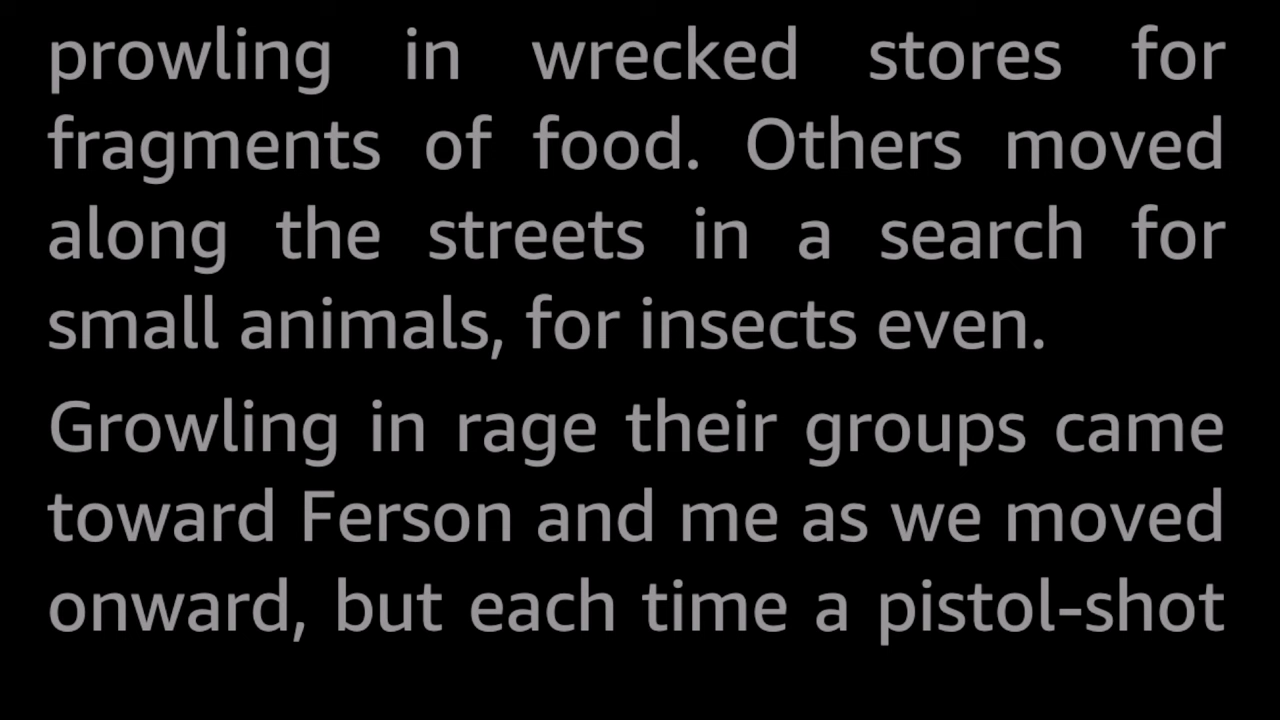 prowling in wrecked stores for
fragments of food. Others moved
along the streets in a search for
small animals, for insects even.
Growling in rage their groups came
toward Ferson and me as we moved
onward, but each time a pistol-shot